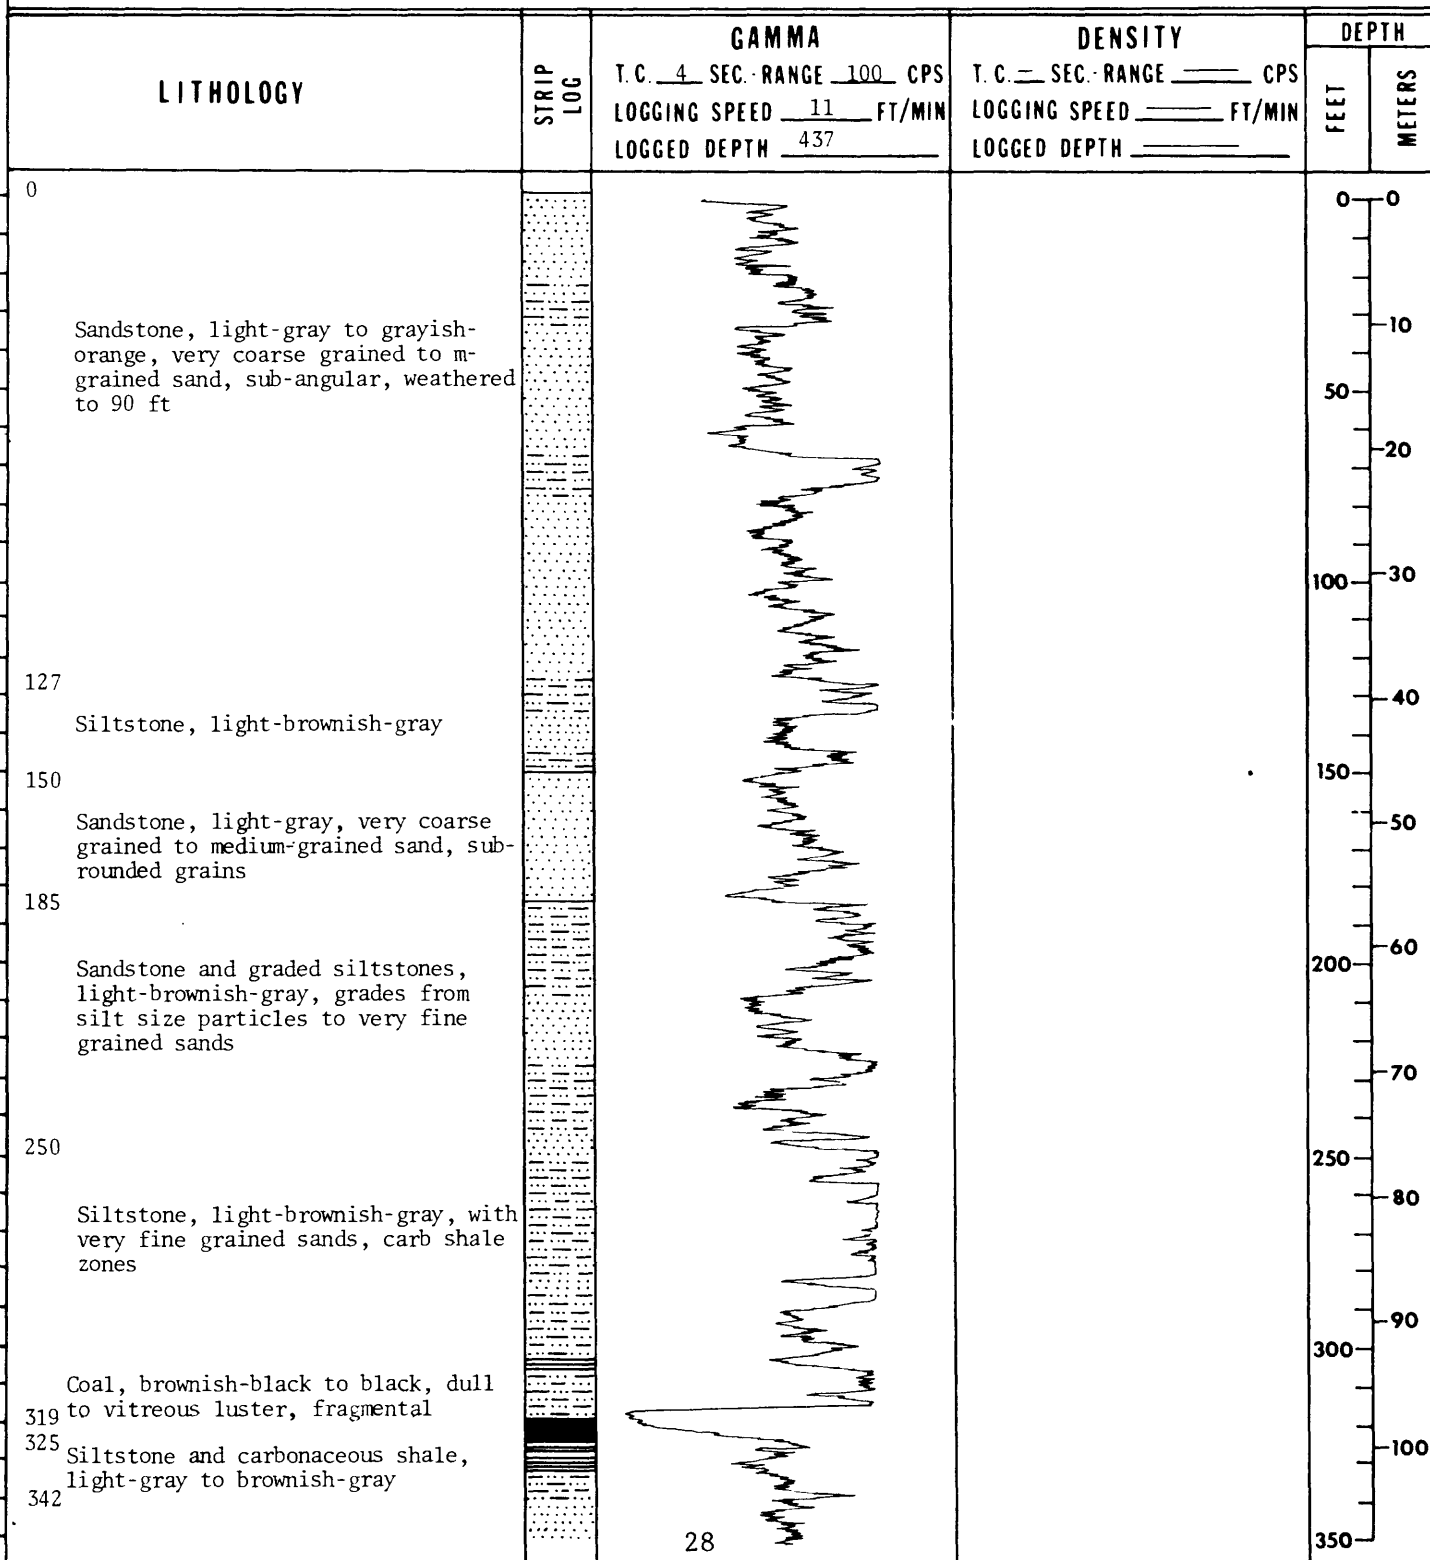 LITHOLOGY
STRIP LOG
GAMMA
T.C. 4 SEC.-RANGE 100 CPS
LOGGING SPEED 11 FT/MIN
LOGGED DEPTH 437
DENSITY
T.C. – SEC.-RANGE —— CPS
LOGGING SPEED —— FT/MIN
LOGGED DEPTH ——
DEPTH
FEET
METERS
0
Sandstone, light-gray to grayish-
orange, very coarse grained to m-
grained sand, sub-angular, weathered
to 90 ft
127
Siltstone, light-brownish-gray
150
Sandstone, light-gray, very coarse
grained to medium-grained sand, sub-
rounded grains
185
Sandstone and graded siltstones,
light-brownish-gray, grades from
silt size particles to very fine
grained sands
250
Siltstone, light-brownish-gray, with
very fine grained sands, carb shale
zones
Coal, brownish-black to black, dull
319 to vitreous luster, fragmental
325
Siltstone and carbonaceous shale,
light-gray to brownish-gray
342
0 0
10
50
20
100 30
40
150
50
60
200
70
250
80
90
300
100
350
28